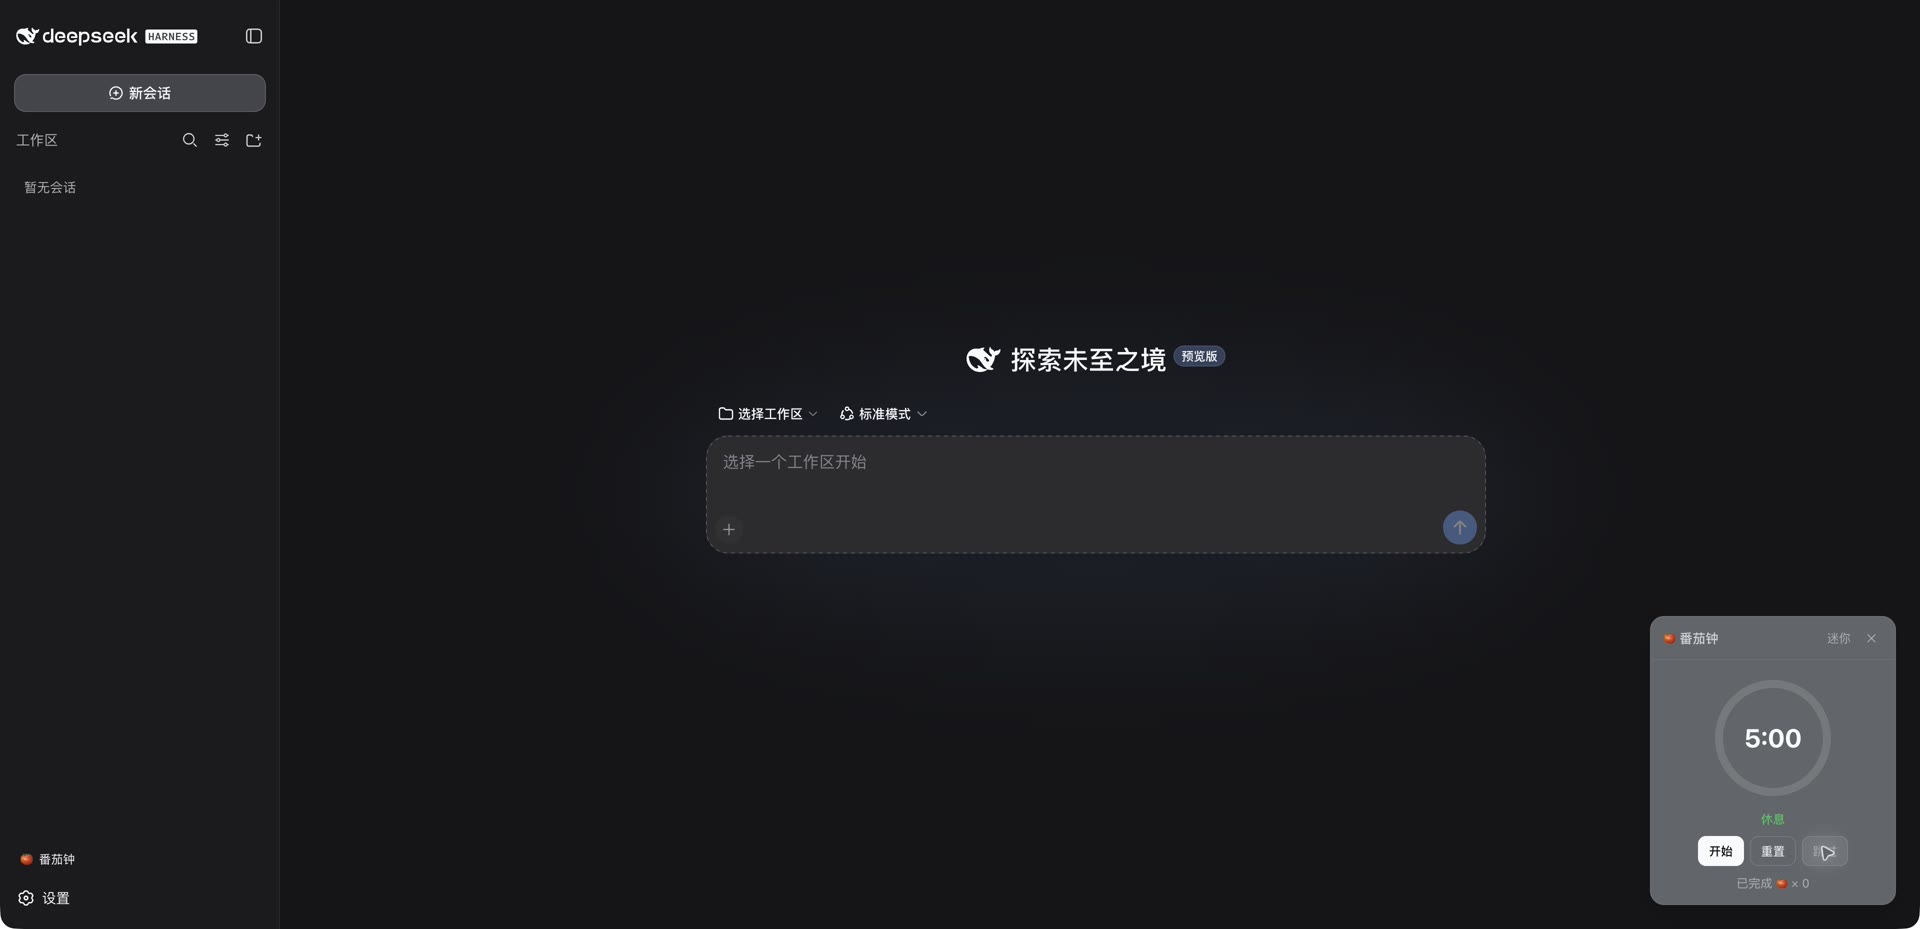 deepseek HARNESS
新会话
工作区
暂无会话
探索未至之境 预览版
选择工作区 标准模式
选择一个工作区开始
番茄钟 迷你
5:00
休息
开始 重置
已完成 × 0
番茄钟
设置